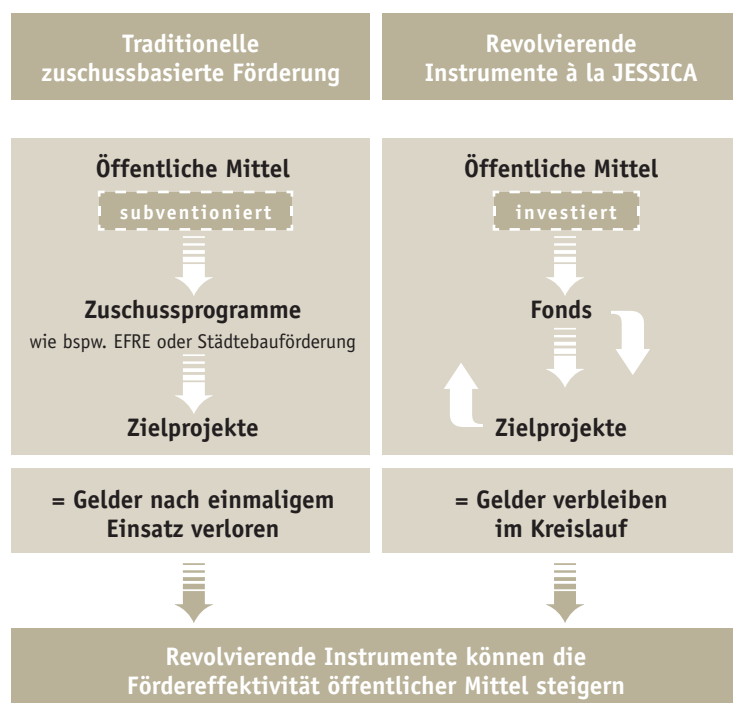 Traditionelle
zuschussbasierte Förderung
Öffentliche Mittel
subventioniert
Zuschussprogramme
wie bspw. EFRE oder Städtebauförderung
Zielprojekte
= Gelder nach einmaligem
Einsatz verloren
Revolvierende
Instrumente à la JESSICA
Öffentliche Mittel
investiert
Fonds
Zielprojekte
= Gelder verbleiben
im Kreislauf
Revolvierende Instrumente können die
Fördereffektivität öffentlicher Mittel steigern